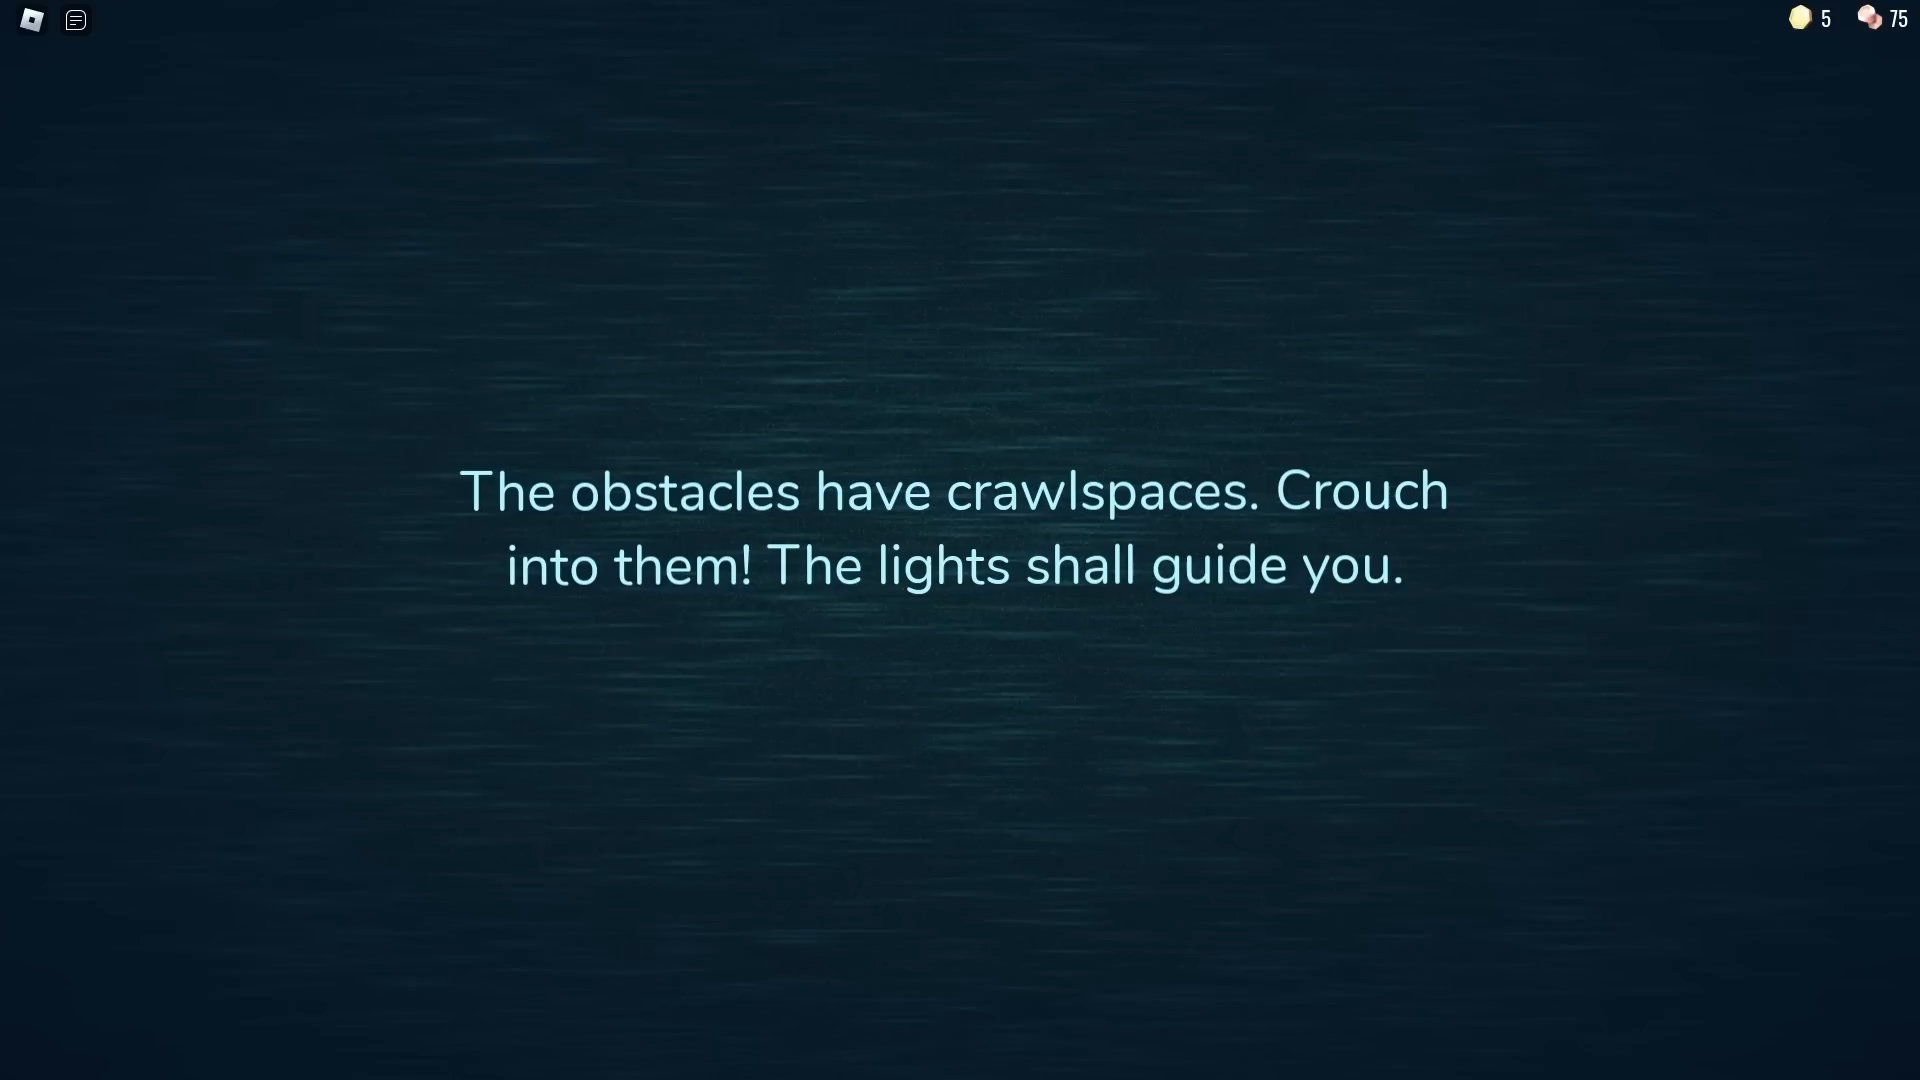 5 75
The obstacles have crawlspaces. Crouch
into them! The lights shall guide you.